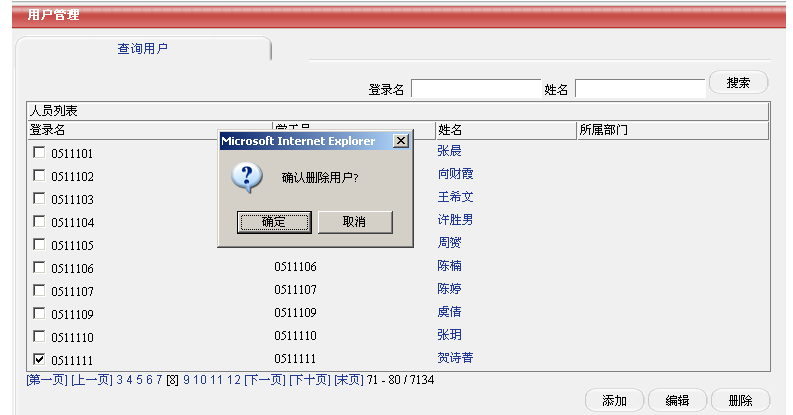 用户管理
查询用户
登录名 姓名 搜索
人员列表
登录名 学工号 姓名 所属部门
Microsoft Internet Explorer
确认删除用户?
确定 取消
0511101 张晨
0511102 向财霞
0511103 王希文
0511104 许胜男
0511105 周赟
0511106 0511106 陈楠
0511107 0511107 陈婷
0511109 0511109 虞倩
0511110 0511110 张玥
0511111 0511111 贺诗菁
[第一页] [上一页] 3 4 5 6 7 [8] 9 10 11 12 [下一页] [下十页] [末页] 71 - 80 / 7134
添加 编辑 删除